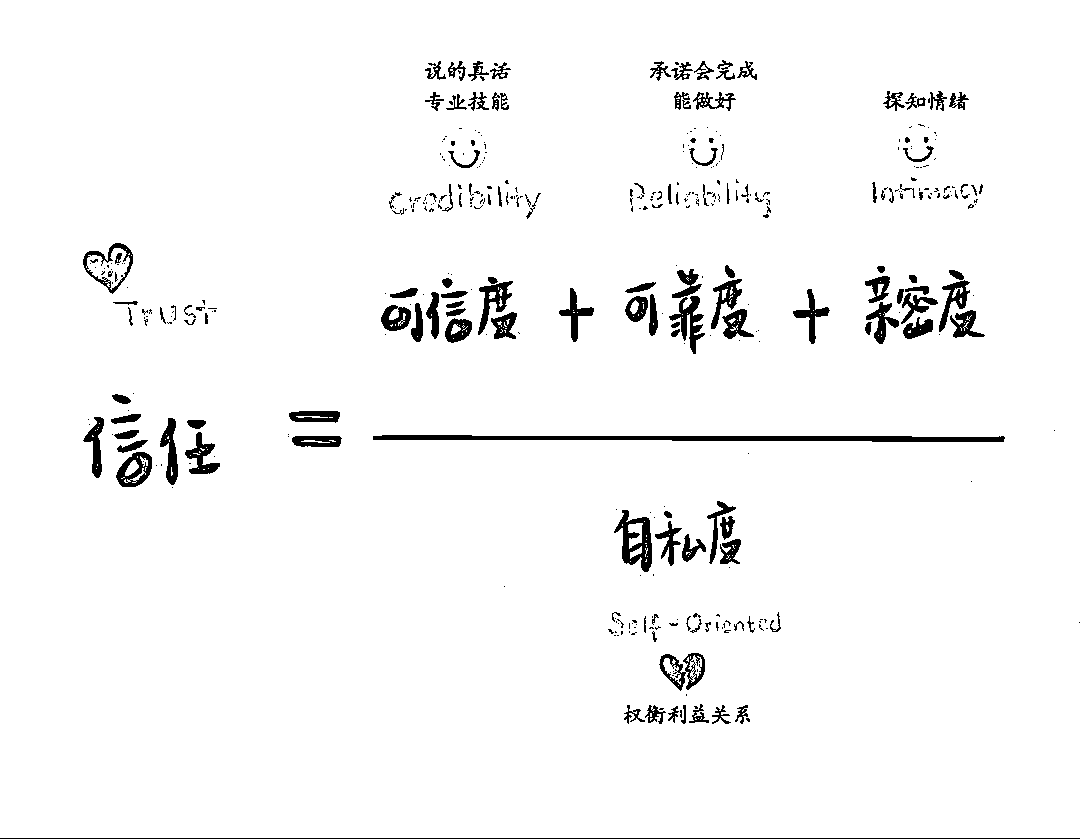 说的真话
专业技能
承诺会完成
能做好
探知情绪
Credibility
Reliability
Intimacy
Trust
可信度 + 可靠度 + 亲密度
信任 =
自私度
Self-Oriented
权衡利益关系